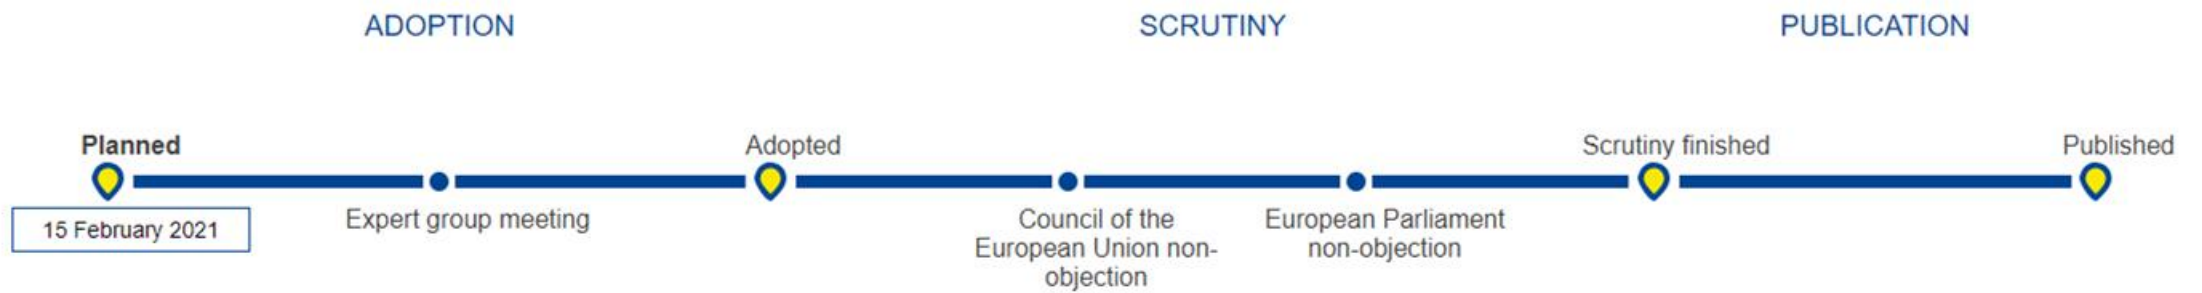 ADOPTION
SCRUTINY
PUBLICATION
Planned
Adopted
Scrutiny finished
Published
15 February 2021
Expert group meeting
Council of the
European Union non-
objection
European Parliament
non-objection